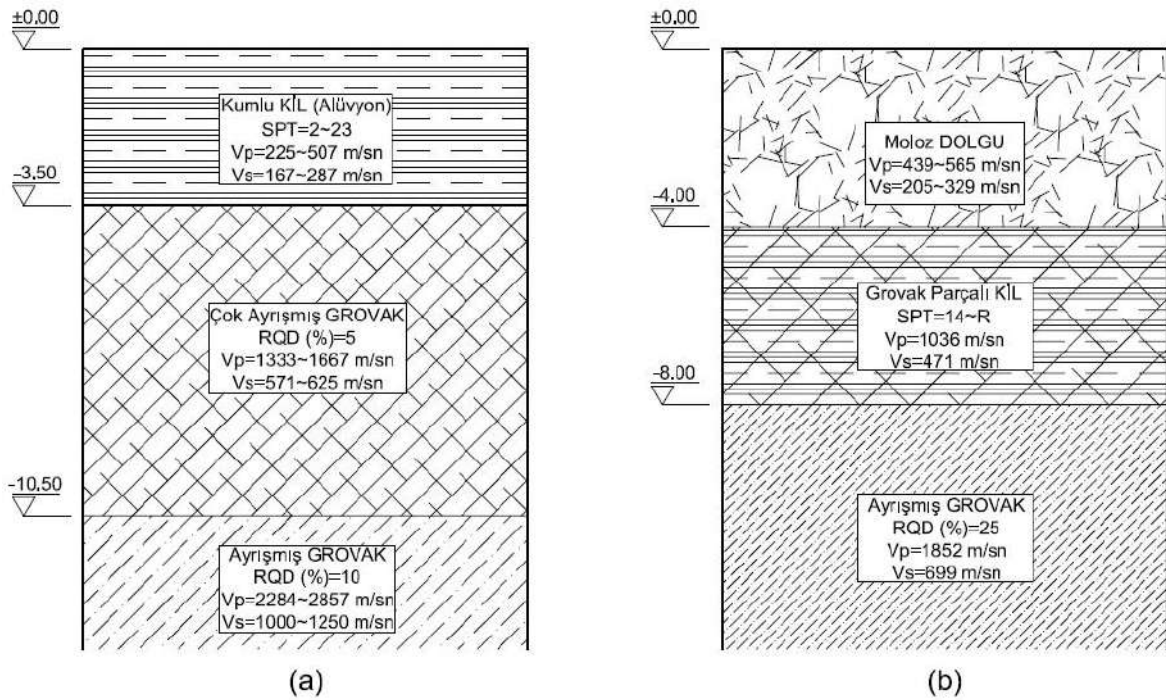 ±0.00
Kumlu KİL (Alüvyon)
SPT=2~23
Vp=225~507 m/sn
Vs=167~287 m/sn
-3.50
Çok Ayrışmış GROVAK
RQD (%)=5
Vp=1333~1667 m/sn
Vs=571~625 m/sn
-10.50
Ayrışmış GROVAK
RQD (%)=10
Vp=2284~2857 m/sn
Vs=1000~1250 m/sn
(a)
±0.00
Moloz DOLGU
Vp=439~565 m/sn
Vs=205~329 m/sn
-4.00
Grovak Parçalı KİL
SPT=14~R
Vp=1036 m/sn
Vs=471 m/sn
-8.00
Ayrışmış GROVAK
RQD (%)=25
Vp=1852 m/sn
Vs=699 m/sn
(b)